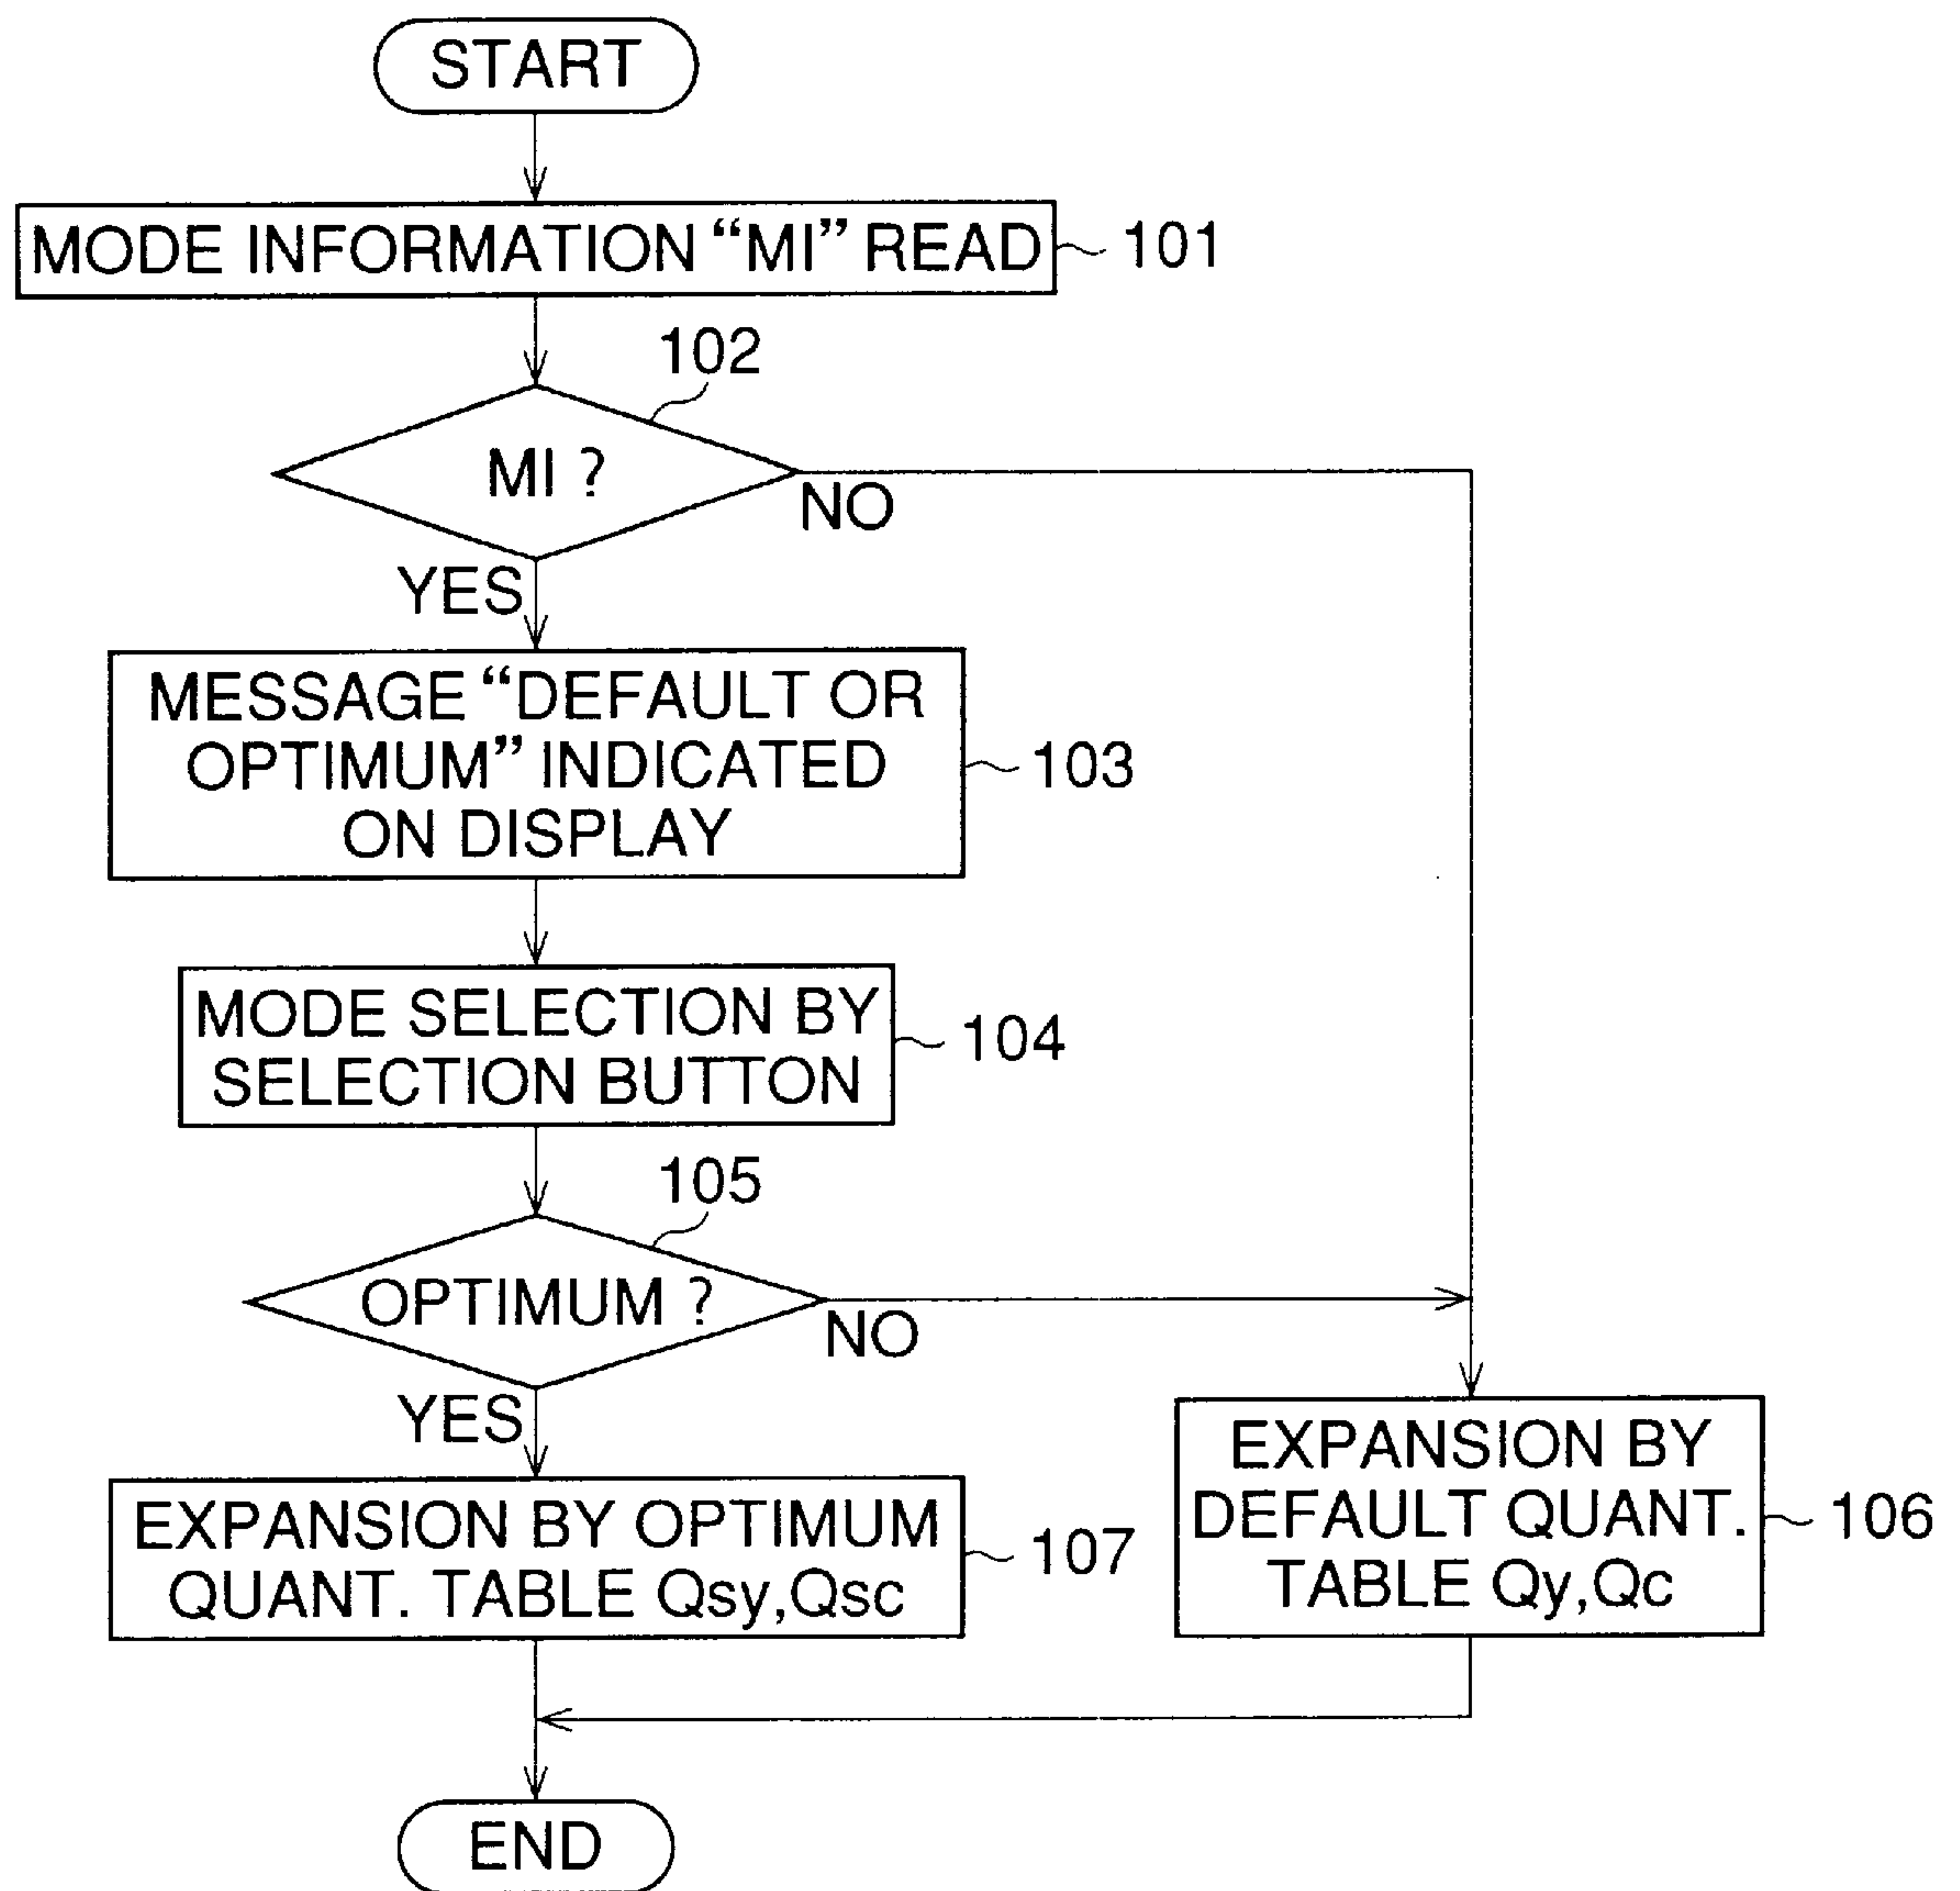 START
MODE INFORMATION “MI” READ
101
102
MI ?
NO
YES
MESSAGE “DEFAULT OR
OPTIMUM” INDICATED
ON DISPLAY
103
MODE SELECTION BY
SELECTION BUTTON
104
105
OPTIMUM ?
NO
YES
EXPANSION BY OPTIMUM
QUANT. TABLE Qsy,Qsc
107
EXPANSION BY
DEFAULT QUANT.
TABLE Qy,Qc
106
END